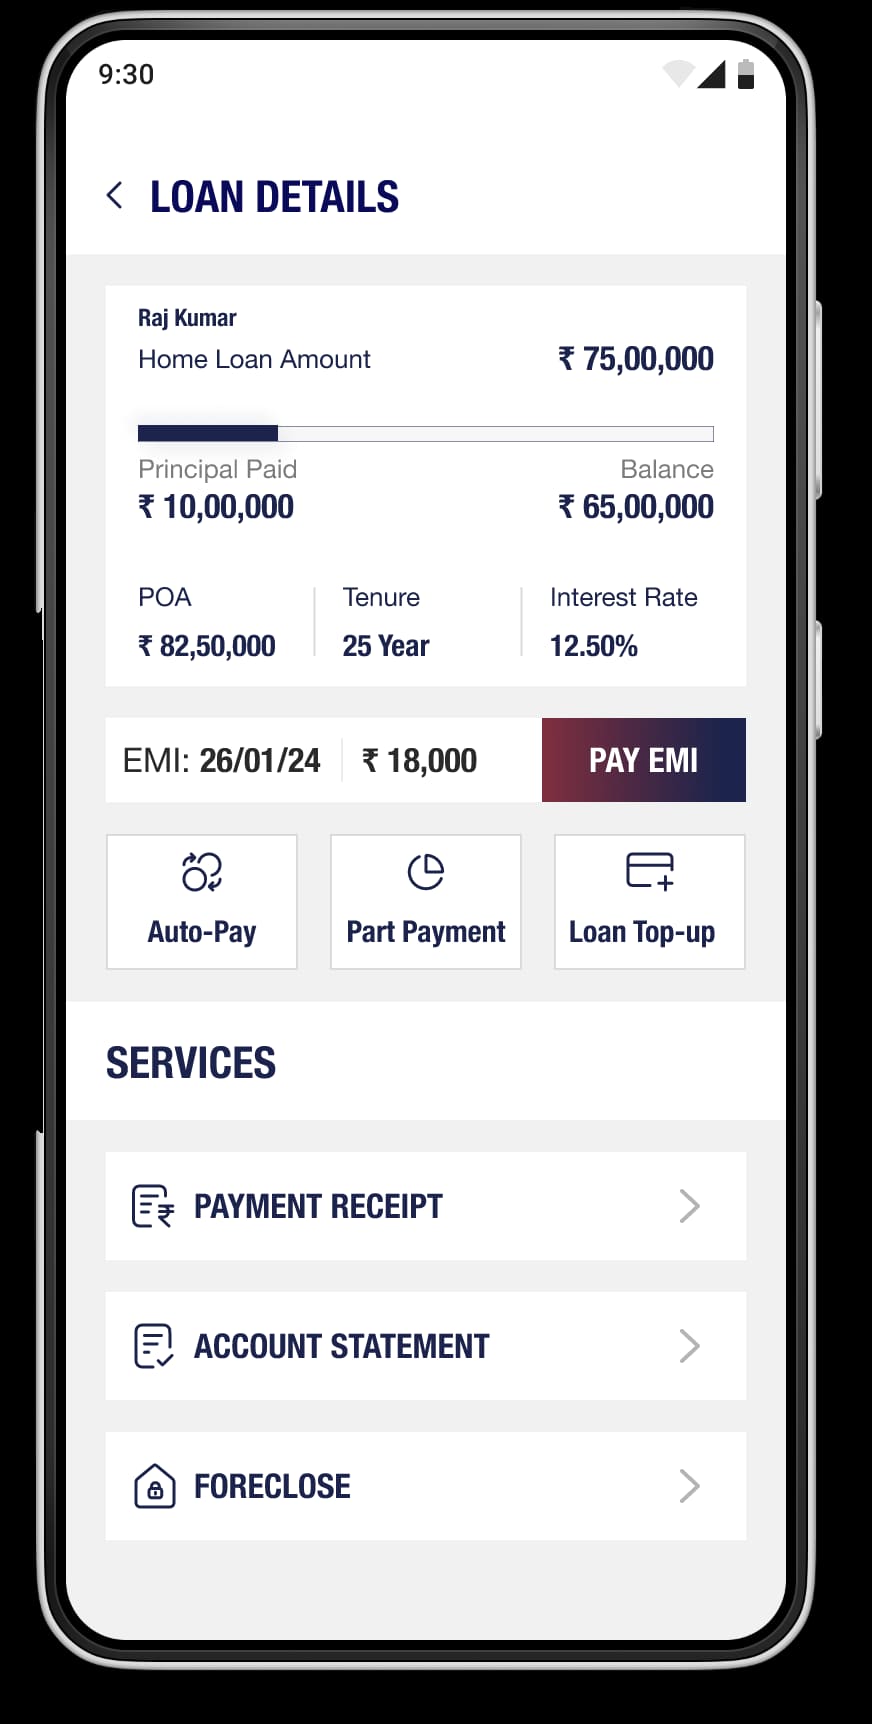 9:30
LOAN DETAILS
Raj Kumar
Home Loan Amount ₹ 75,00,000
Principal Paid Balance
₹ 10,00,000 ₹ 65,00,000
POA Tenure Interest Rate
₹ 82,50,000 25 Year 12.50%
EMI: 26/01/24 ₹ 18,000 PAY EMI
Auto-Pay Part Payment Loan Top-up
SERVICES
PAYMENT RECEIPT
ACCOUNT STATEMENT
FORECLOSE